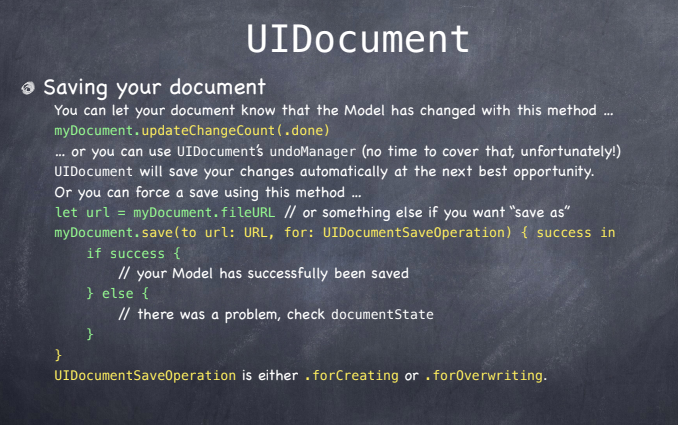 UIDocument
Saving your document
You can let your document know that the Model has changed with this method ...
myDocument.updateChangeCount(.done)
... or you can use UIDocument's undoManager (no time to cover that, unfortunately!)
UIDocument will save your changes automatically at the next best opportunity.
Or you can force a save using this method ...
let url = myDocument.fileURL // or something else if you want “save as”
myDocument.save(to url: URL, for: UIDocumentSaveOperation) { success in
if success {
// your Model has successfully been saved
} else {
// there was a problem, check documentState
}
}
UIDocumentSaveOperation is either .forCreating or .forOverwriting.